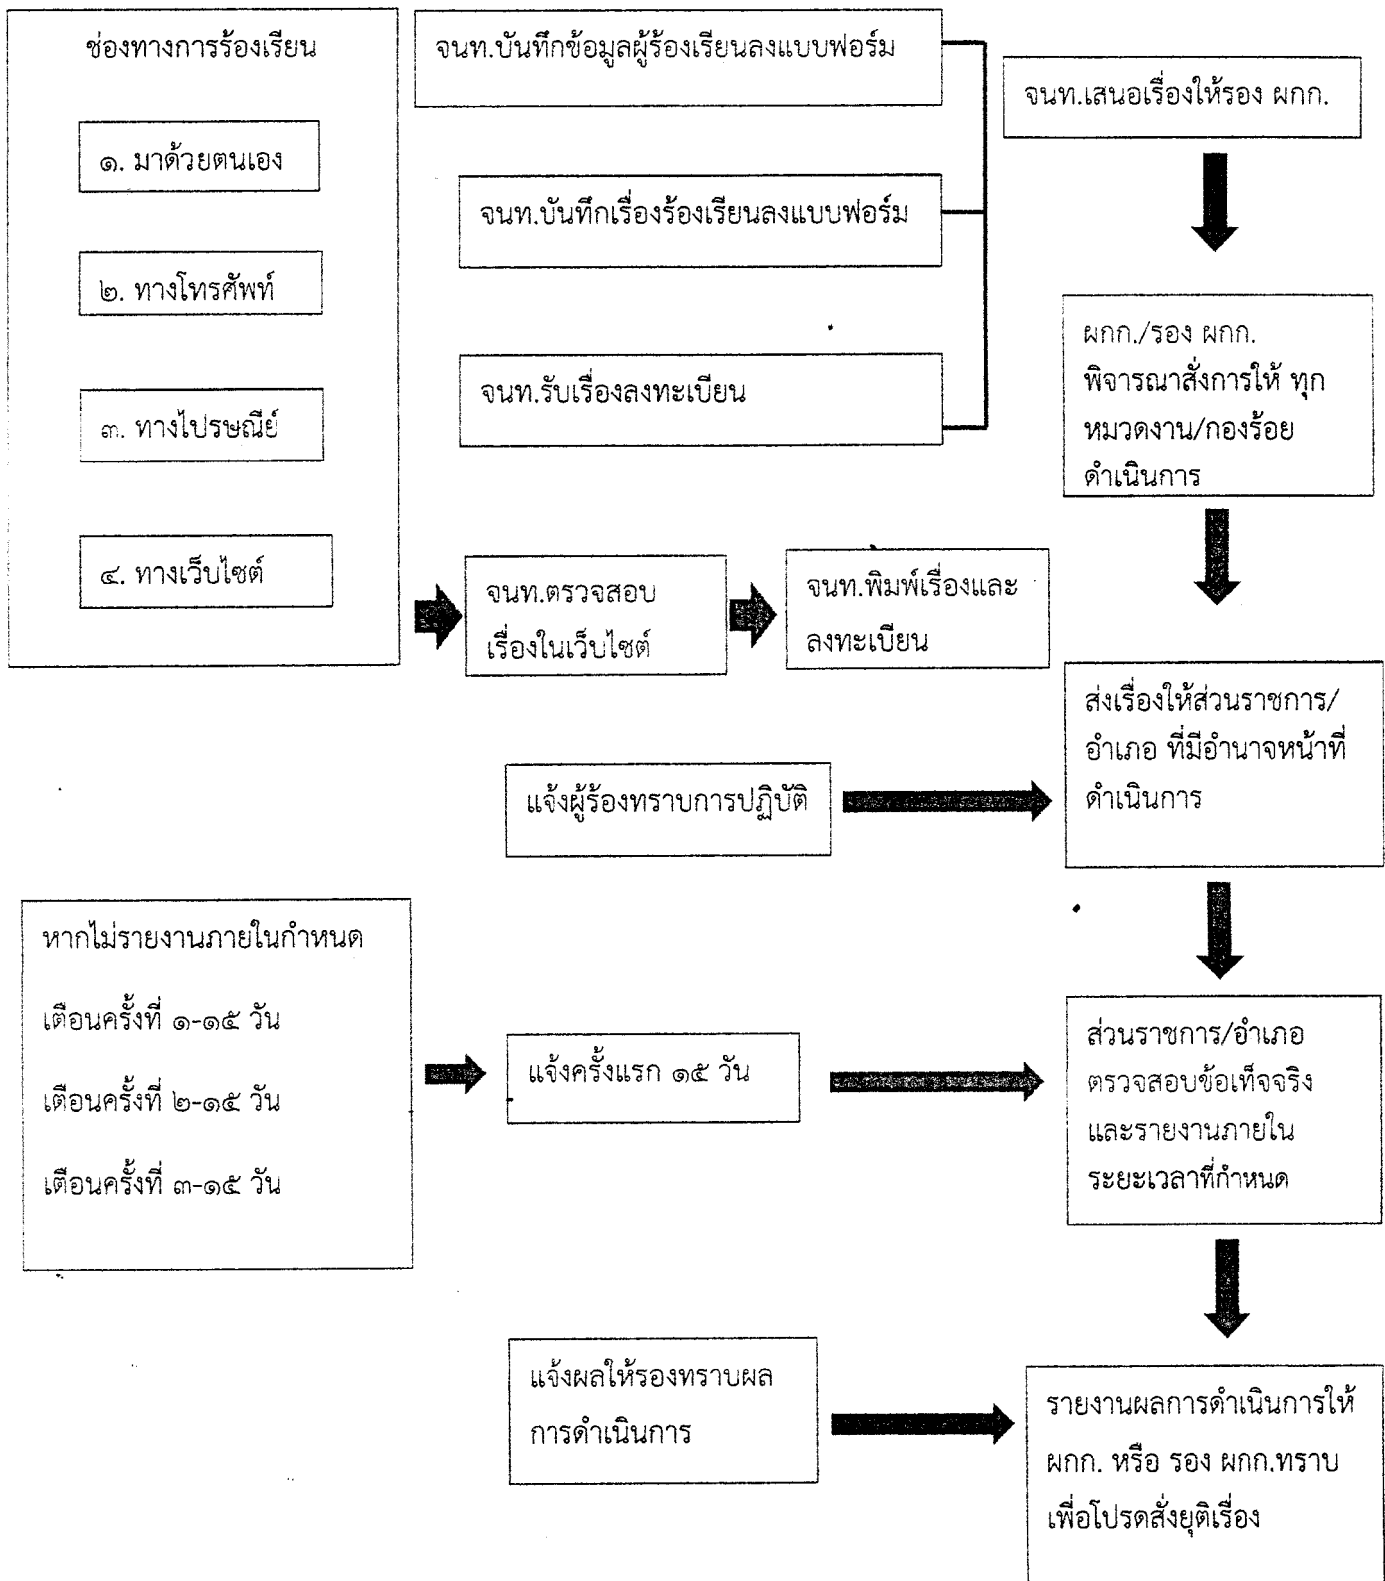 ช่องทางการร้องเรียน
๑. มาด้วยตนเอง
๒. ทางโทรศัพท์
๓. ทางไปรษณีย์
๔. ทางเว็บไซต์
จนท.บันทึกข้อมูลผู้ร้องเรียนลงแบบฟอร์ม
จนท.บันทึกเรื่องร้องเรียนลงแบบฟอร์ม
จนท.รับเรื่องลงทะเบียน
จนท.ตรวจสอบ
เรื่องในเว็บไซต์
จนท.พิมพ์เรื่องและ
ลงทะเบียน
จนท.เสนอเรื่องให้รอง ผกก.
ผกก./รอง ผกก.
พิจารณาสั่งการให้ ทุก
หมวดงาน/กองร้อย
ดำเนินการ
ส่งเรื่องให้ส่วนราชการ/
อำเภอ ที่มีอำนาจหน้าที่
ดำเนินการ
แจ้งผู้ร้องทราบการปฏิบัติ
หากไม่รายงานภายในกำหนด
เตือนครั้งที่ ๑-๑๕ วัน
เตือนครั้งที่ ๒-๑๕ วัน
เตือนครั้งที่ ๓-๑๕ วัน
แจ้งครั้งแรก ๑๕ วัน
ส่วนราชการ/อำเภอ
ตรวจสอบข้อเท็จจริง
และรายงานภายใน
ระยะเวลาที่กำหนด
แจ้งผลให้รองทราบผล
การดำเนินการ
รายงานผลการดำเนินการให้
ผกก. หรือ รอง ผกก.ทราบ
เพื่อโปรดสั่งยุติเรื่อง